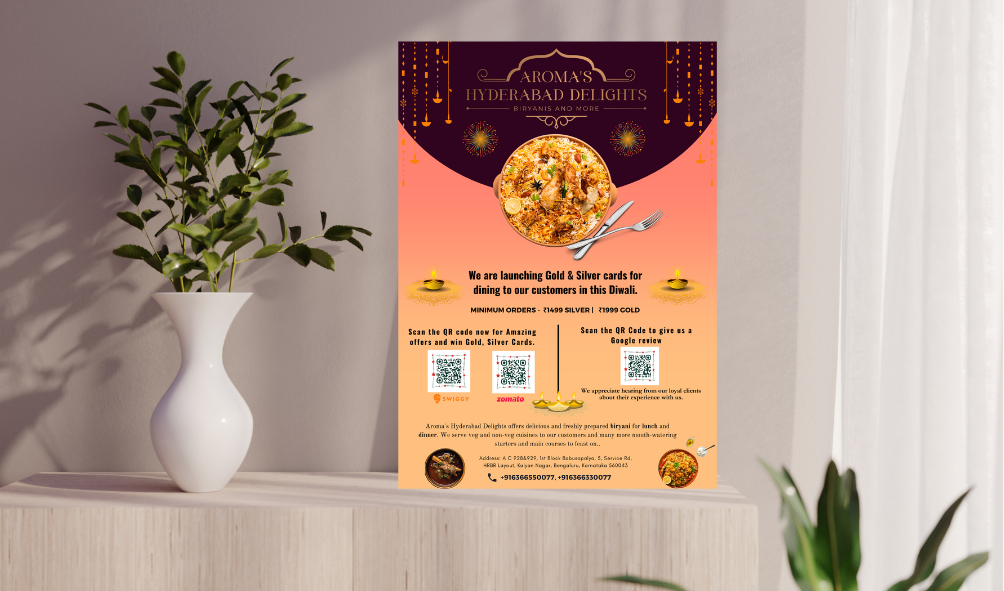 AROMA'S
HYDERABAD DELIGHTS
BIRYANIS AND MORE
We are launching Gold & Silver cards for
dining to our customers in this Diwali.
MINIMUM ORDERS - ₹1499 SILVER | ₹1999 GOLD
Scan the QR code now for Amazing
offers and win Gold, Silver Cards.
SWIGGY
zomato
Scan the QR Code to give us a
Google review
We appreciate hearing from our loyal clients
about their experience with us.
Aroma's Hyderabad Delights offers delicious and freshly prepared biryani for lunch and
dinner. We serve veg and non-veg cuisines to our customers and many more mouth-watering
starters and main courses to feast on..
Address: A C 928&929, 1st Block Babusapalya, 5, Service Rd,
HRBR Layout, Kalyan Nagar, Bengaluru, Karnataka 560043
+916366550077, +916366330077